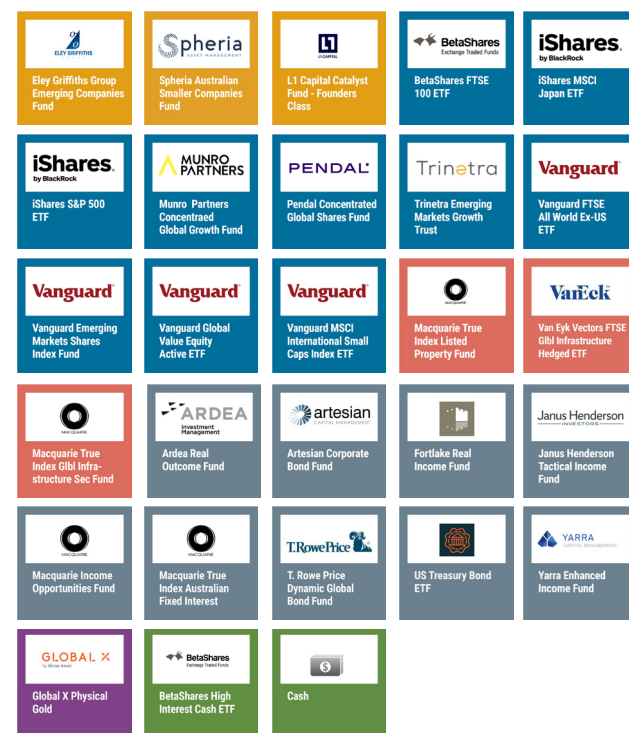 ELEY GRIFFITHS
Eley Griffiths Group
Emerging Companies
Fund
Spheria
ASSET MANAGEMENT
Spheria Australian
Smaller Companies
Fund
L1
L1 CAPITAL
L1 Capital Catalyst
Fund - Founders
Class
BetaShares
Exchange Traded Funds
BetaShares FTSE
100 ETF
iShares.
by BlackRock
iShares MSCI
Japan ETF
iShares.
by BlackRock
iShares S&P 500
ETF
MUNRO
PARTNERS
Munro Partners
Concentraed
Global Growth Fund
PENDAL
Pendal Concentrated
Global Shares Fund
Trinetra
Trinetra Emerging
Markets Growth
Trust
Vanguard
Vanguard FTSE
All World Ex-US
ETF
Vanguard
Vanguard Emerging
Markets Shares
Index Fund
Vanguard
Vanguard Global
Value Equity
Active ETF
Vanguard
Vanguard MSCI
International Small
Caps Index ETF
MACQUARIE
Macquarie True
Index Listed
Property Fund
VanEck
Van Eyk Vectors FTSE
Glbl Infrastructure
Hedged ETF
MACQUARIE
Macquarie True
Index Glbl Infra-
structure Sec Fund
ARDEA
Investment
Management
Ardea Real
Outcome Fund
artesian
CAPITAL MANAGEMENT
Artesian Corporate
Bond Fund
Fortlake Real
Income Fund
Janus Henderson
INVESTORS
Janus Henderson
Tactical Income
Fund
MACQUARIE
Macquarie Income
Opportunities Fund
MACQUARIE
Macquarie True
Index Australian
Fixed Interest
T.RowePrice
T. Rowe Price
Dynamic Global
Bond Fund
US Treasury Bond
ETF
YARRA
CAPITAL MANAGEMENT
Yarra Enhanced
Income Fund
GLOBAL X
by Mirae Asset
Global X Physical
Gold
BetaShares
Exchange Traded Funds
BetaShares High
Interest Cash ETF
$
Cash